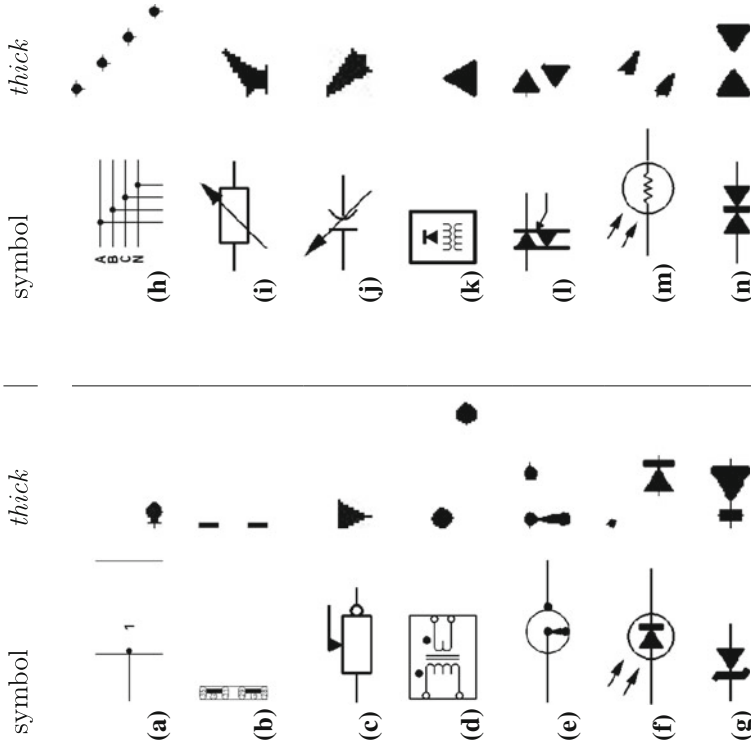 symbol thick symbol thick
1
(a)
A
B
C
N
(h)
(b)
(i)
(c)
(j)
(d)
(k)
(e)
(l)
(f)
(m)
(g)
(n)